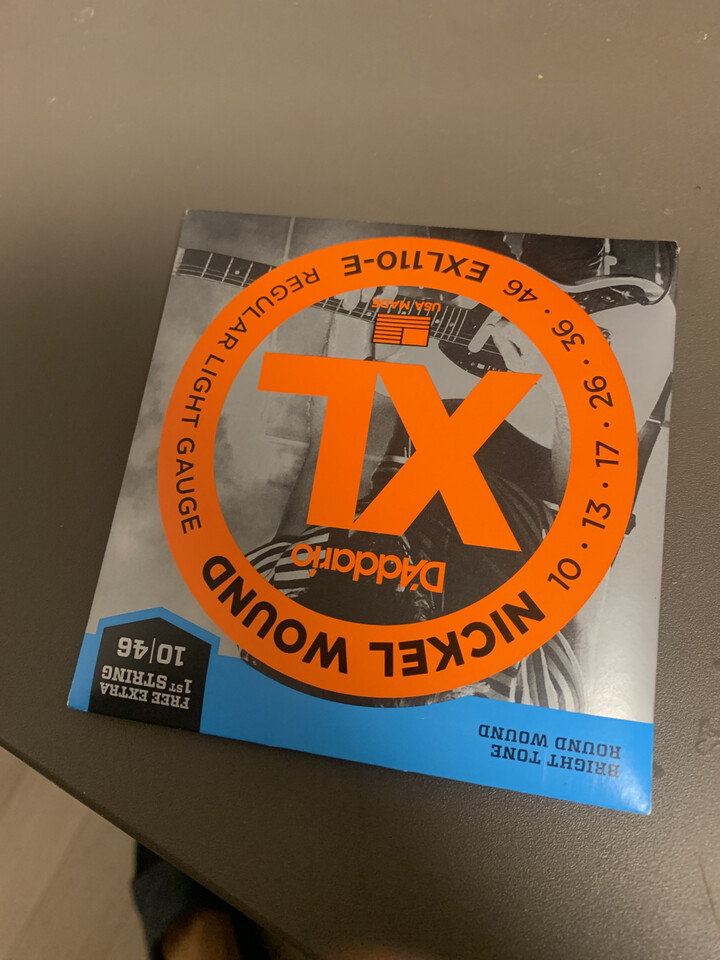 BRIGHT TONE
ROUND WOUND
FREE EXTRA
1ST STRING
10|46
NICKEL WOUND
D'Addario
XL
USA MADE
10 · 13 · 17 · 26 · 36 · 46
EXL110-E
REGULAR LIGHT GAUGE